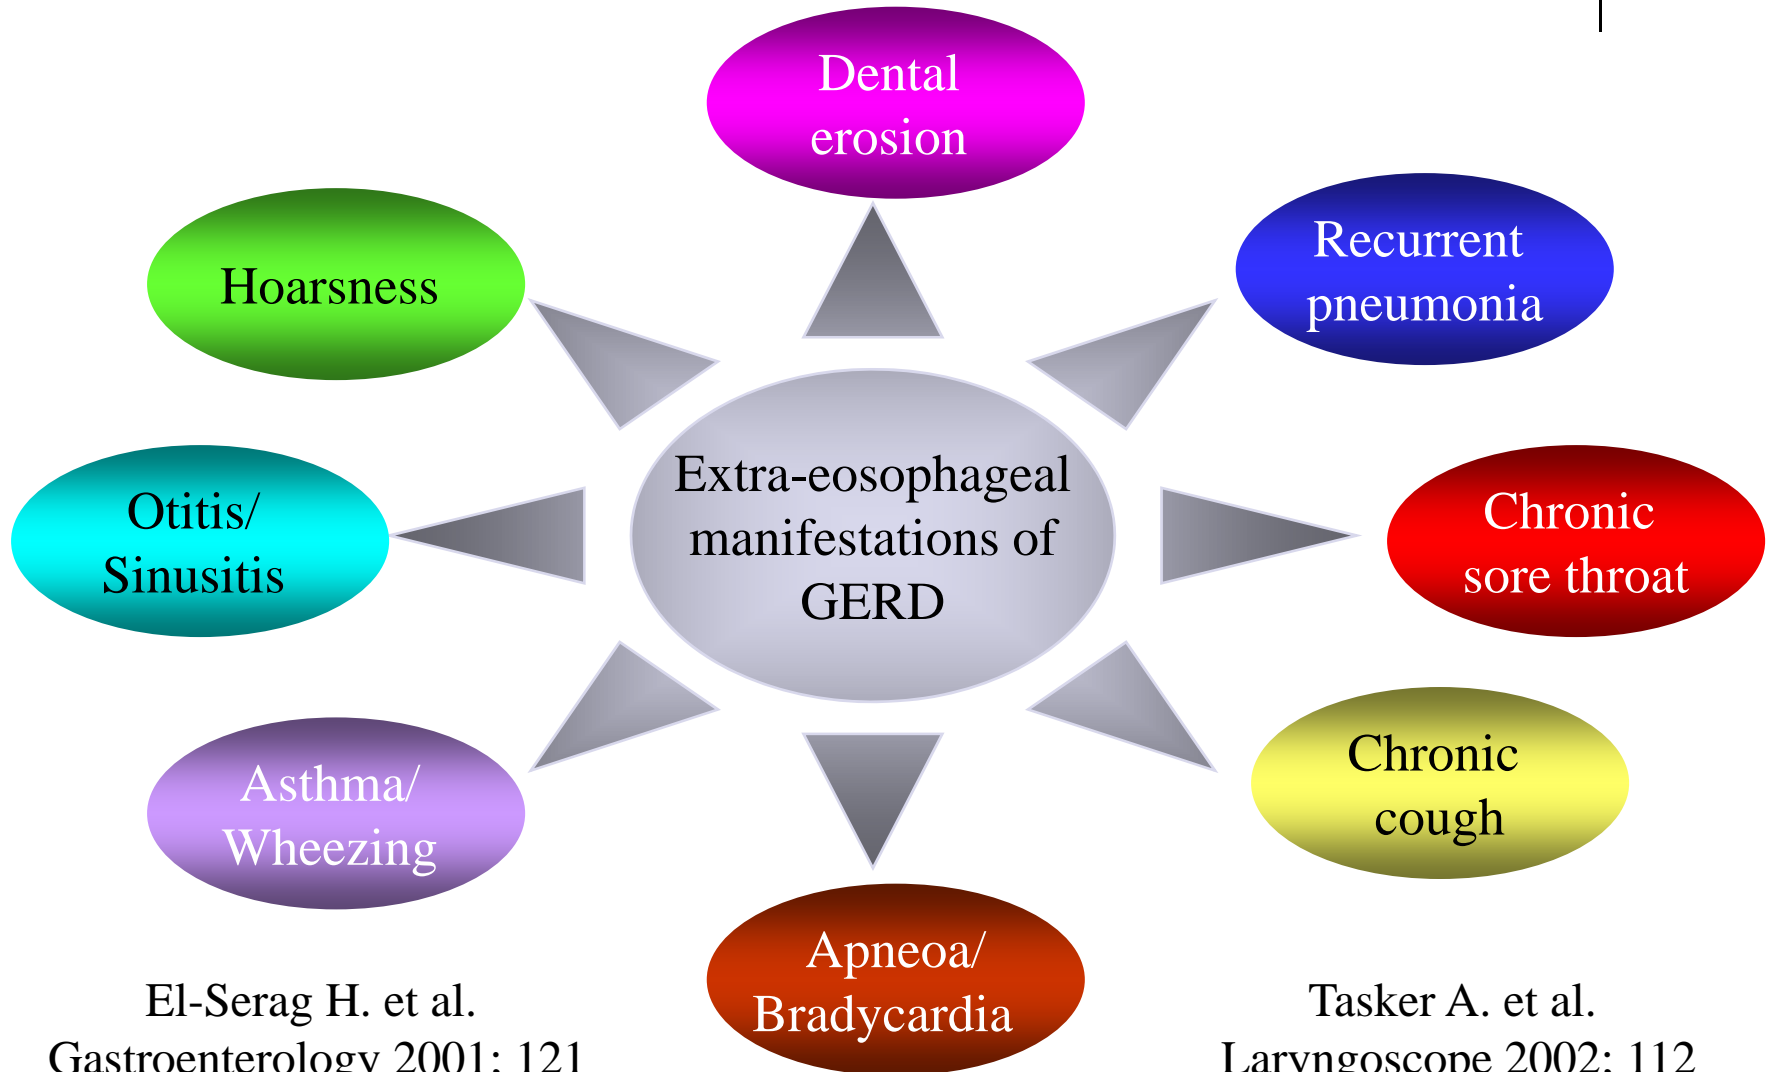 Dental
erosion
Recurrent
pneumonia
Hoarsness
Extra-eosophageal
manifestations of
GERD
Otitis/
Sinusitis
Chronic
sore throat
Asthma/
Wheezing
Chronic
cough
Apneoa/
Bradycardia
El-Serag H. et al.
Gastroenterology 2001; 121
Tasker A. et al.
Laryngoscope 2002; 112